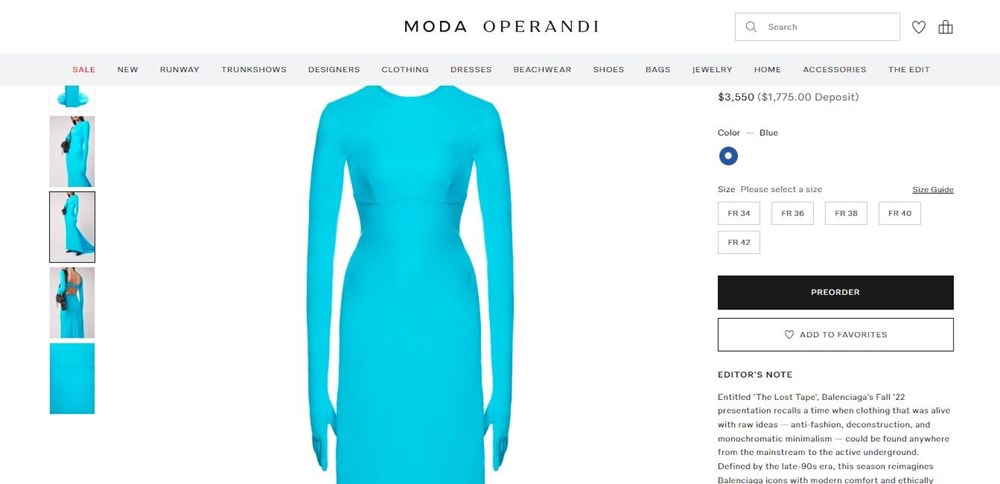 MODA OPERANDI
Search
SALE NEW RUNWAY TRUNKSHOWS DESIGNERS CLOTHING DRESSES BEACHWEAR SHOES BAGS JEWELRY HOME ACCESSORIES THE EDIT
$3,550 ($1,775.00 Deposit)
Color — Blue
Size Please select a size Size Guide
FR 34 FR 36 FR 38 FR 40
FR 42
PREORDER
ADD TO FAVORITES
EDITOR'S NOTE
Entitled 'The Lost Tape', Balenciaga's Fall '22
presentation recalls a time when clothing that was alive
with raw ideas — anti-fashion, deconstruction, and
monochromatic minimalism — could be found anywhere
from the mainstream to the active underground.
Defined by the late-90s era, this season reimagines
Balenciaga icons with modern comfort and ethically